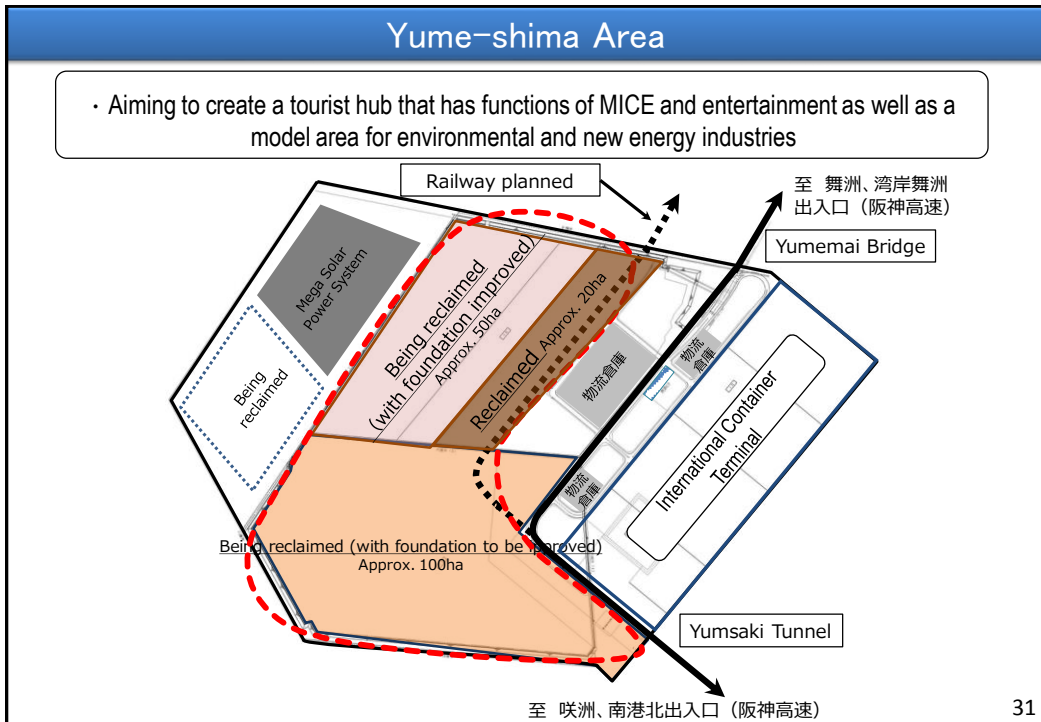 Yume-shima Area
・Aiming to create a tourist hub that has functions of MICE and entertainment as well as a
model area for environmental and new energy industries
Railway planned
至 舞洲、湾岸舞洲
出入口（阪神高速）
Yumemai Bridge
Mega Solar
Power System
Being
reclaimed
Being reclaimed
(with foundation improved)
Approx. 50ha
Reclaimed Approx. 20ha
物流倉庫
物流
倉庫
物流
倉庫
International Container
Terminal
Being reclaimed (with foundation to be improved)
Approx. 100ha
Yumsaki Tunnel
至 咲洲、南港北出入口（阪神高速）
31